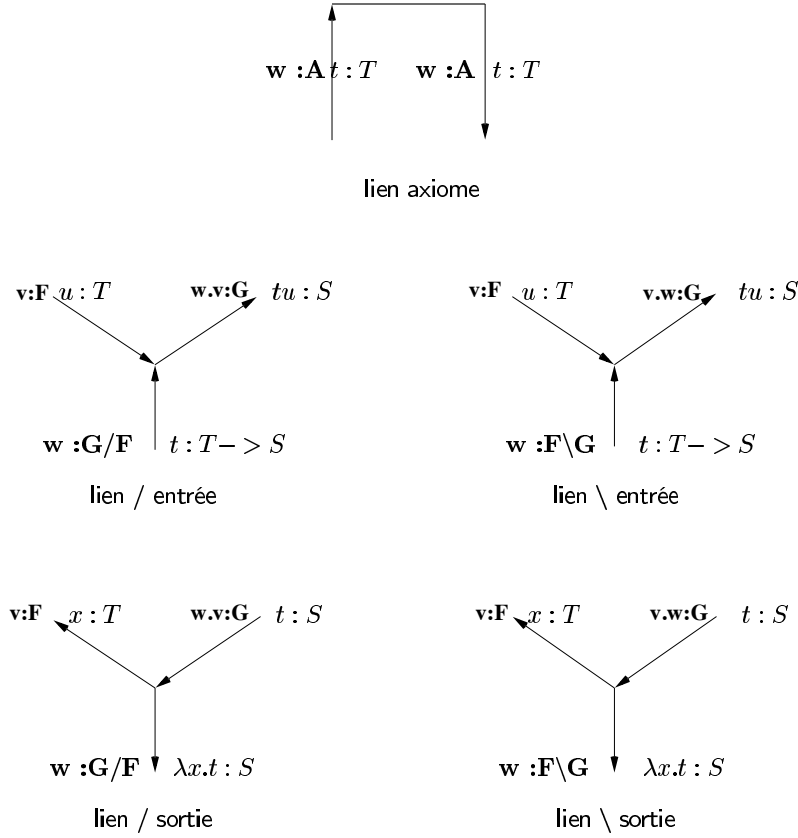 w :A t : T w :A t : T
lien axiome
v:F u : T w.v:G tu : S v:F u : T v.w:G tu : S
w :G/F t : T− > S w :F\G t : T− > S
lien / entrée lien \ entrée
v:F x : T w.v:G t : S v:F x : T v.w:G t : S
w :G/F λx.t : S w :F\G λx.t : S
lien / sortie lien \ sortie